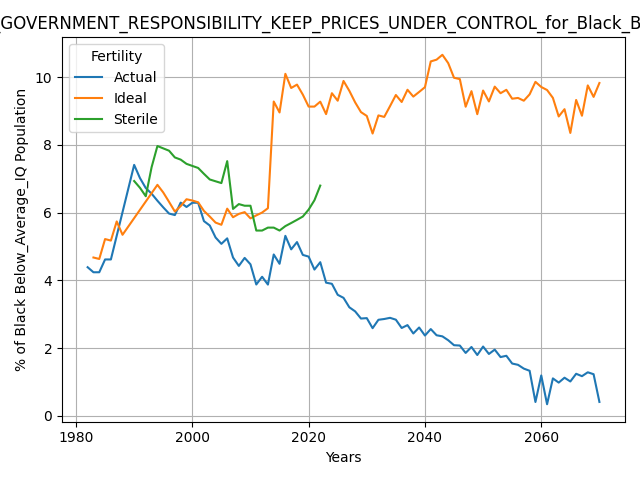 _GOVERNMENT_RESPONSIBILITY_KEEP_PRICES_UNDER_CONTROL_for_Black_B
Fertility
Actual
Ideal
Sterile
% of Black Below_Average_IQ Population
10
8
6
4
2
0
1980
2000
2020
2040
2060
Years